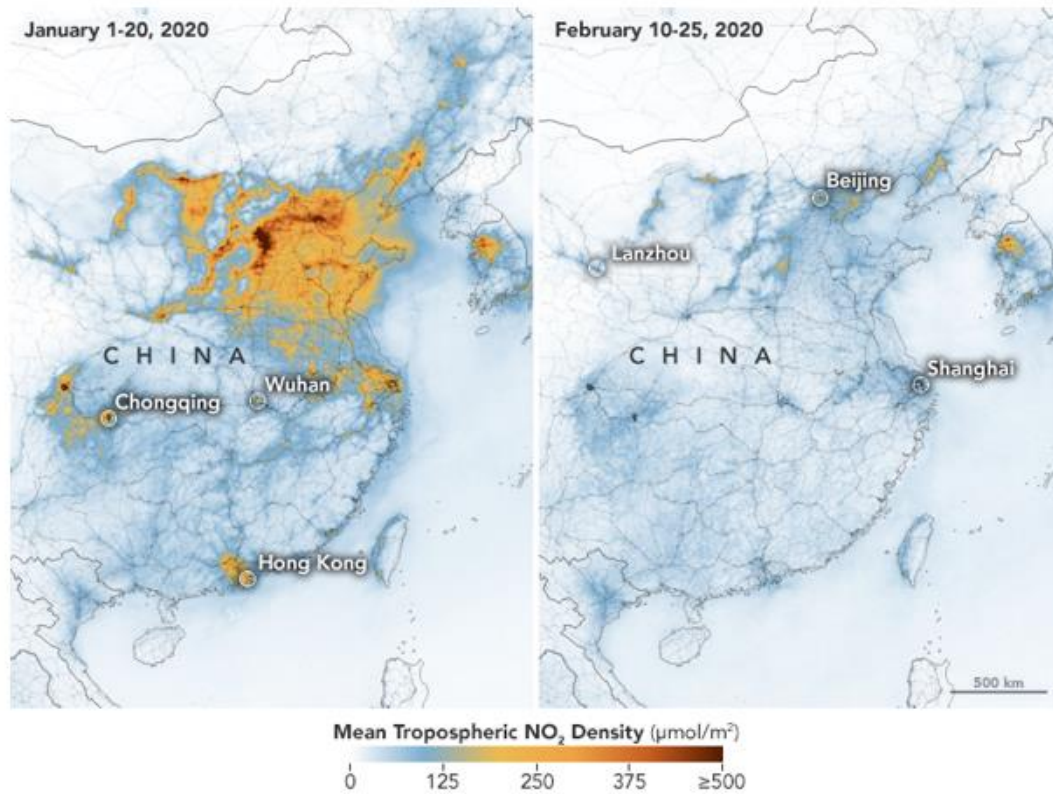 January 1-20, 2020
February 10-25, 2020
Beijing
Lanzhou
CHINA
CHINA
Shanghai
Wuhan
Chongqing
Hong Kong
500 km
Mean Tropospheric NO₂ Density (µmol/m²)
0 125 250 375 ≥500